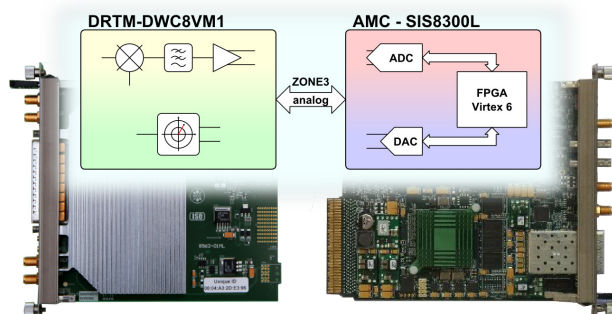 DRTM-DWC8VM1
AMC - SIS8300L
ADC
ZONE3
analog
FPGA
Virtex 6
DAC
Unique ID